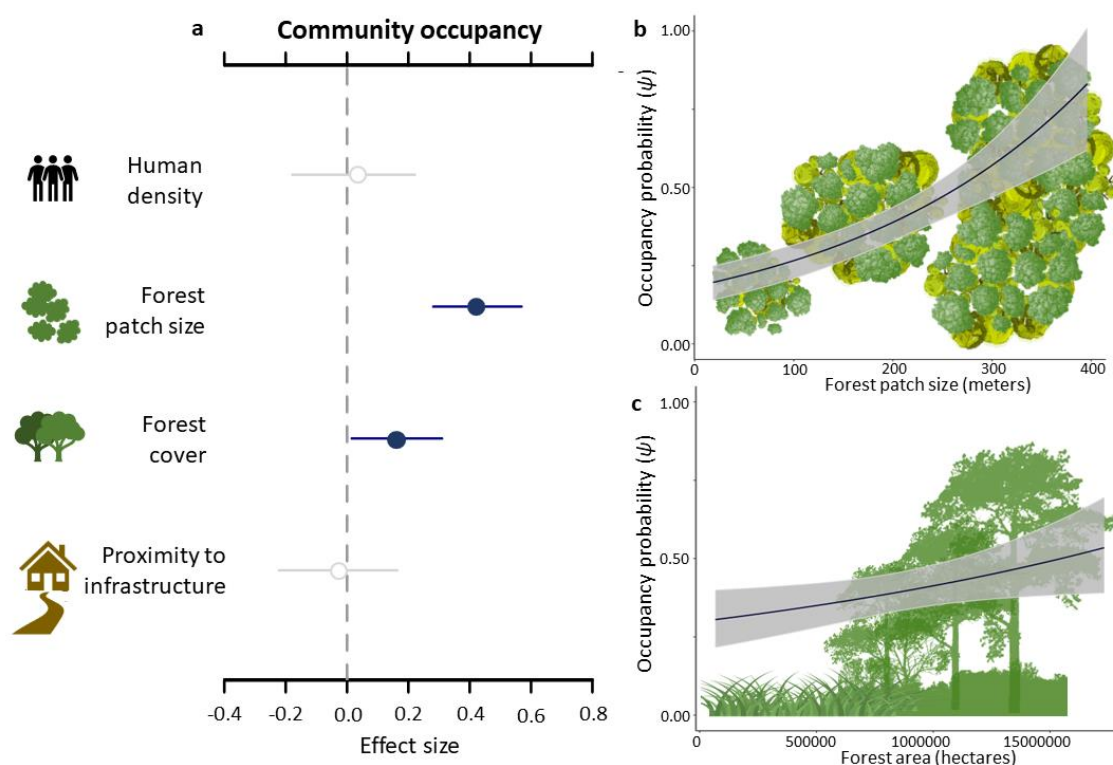 a
Community occupancy
Human
density
Forest
patch size
Forest
cover
Proximity to
infrastructure
-0.4
-0.2
0.0
0.2
0.4
0.6
0.8
Effect size
b
Occupancy probability (ψ)
1.00
0.50
0.00
0
100
200
300
400
Forest patch size (meters)
c
Occupancy probability (ψ)
1.00
0.50
0.00
0
500000
1000000
15000000
Forest area (hectares)